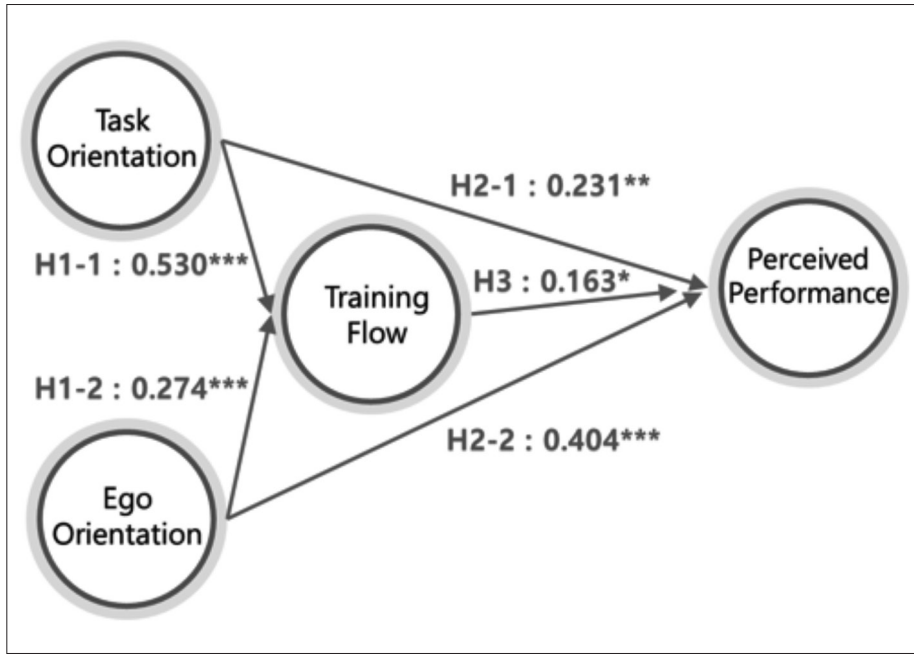 Task
Orientation
H2-1 : 0.231**
H1-1 : 0.530***
Training
Flow
H3 : 0.163*
Perceived
Performance
H1-2 : 0.274***
H2-2 : 0.404***
Ego
Orientation